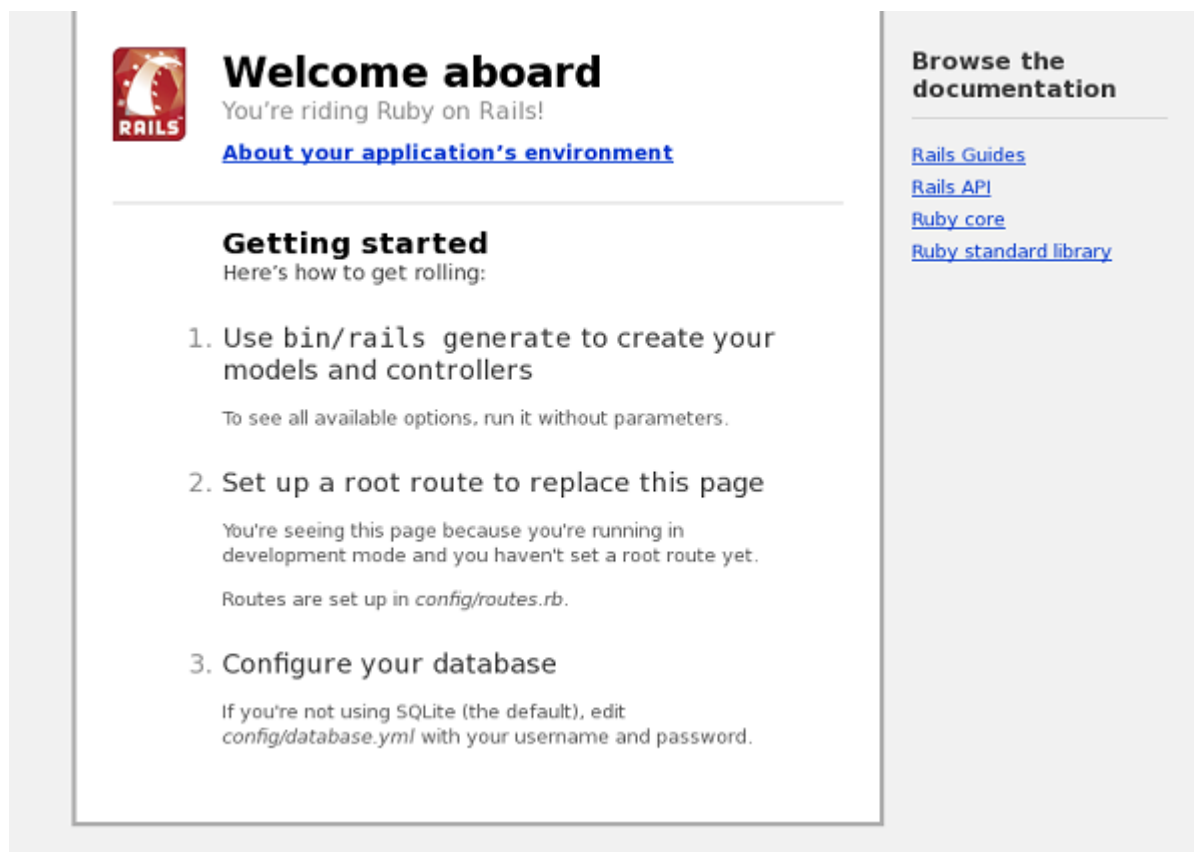 RAILS
Welcome aboard
You’re riding Ruby on Rails!
About your application’s environment
Getting started
Here’s how to get rolling:
1. Use bin/rails generate to create your
models and controllers
To see all available options, run it without parameters.
2. Set up a root route to replace this page
You're seeing this page because you're running in
development mode and you haven't set a root route yet.
Routes are set up in config/routes.rb.
3. Configure your database
If you're not using SQLite (the default), edit
config/database.yml with your username and password.
Browse the
documentation
Rails Guides
Rails API
Ruby core
Ruby standard library